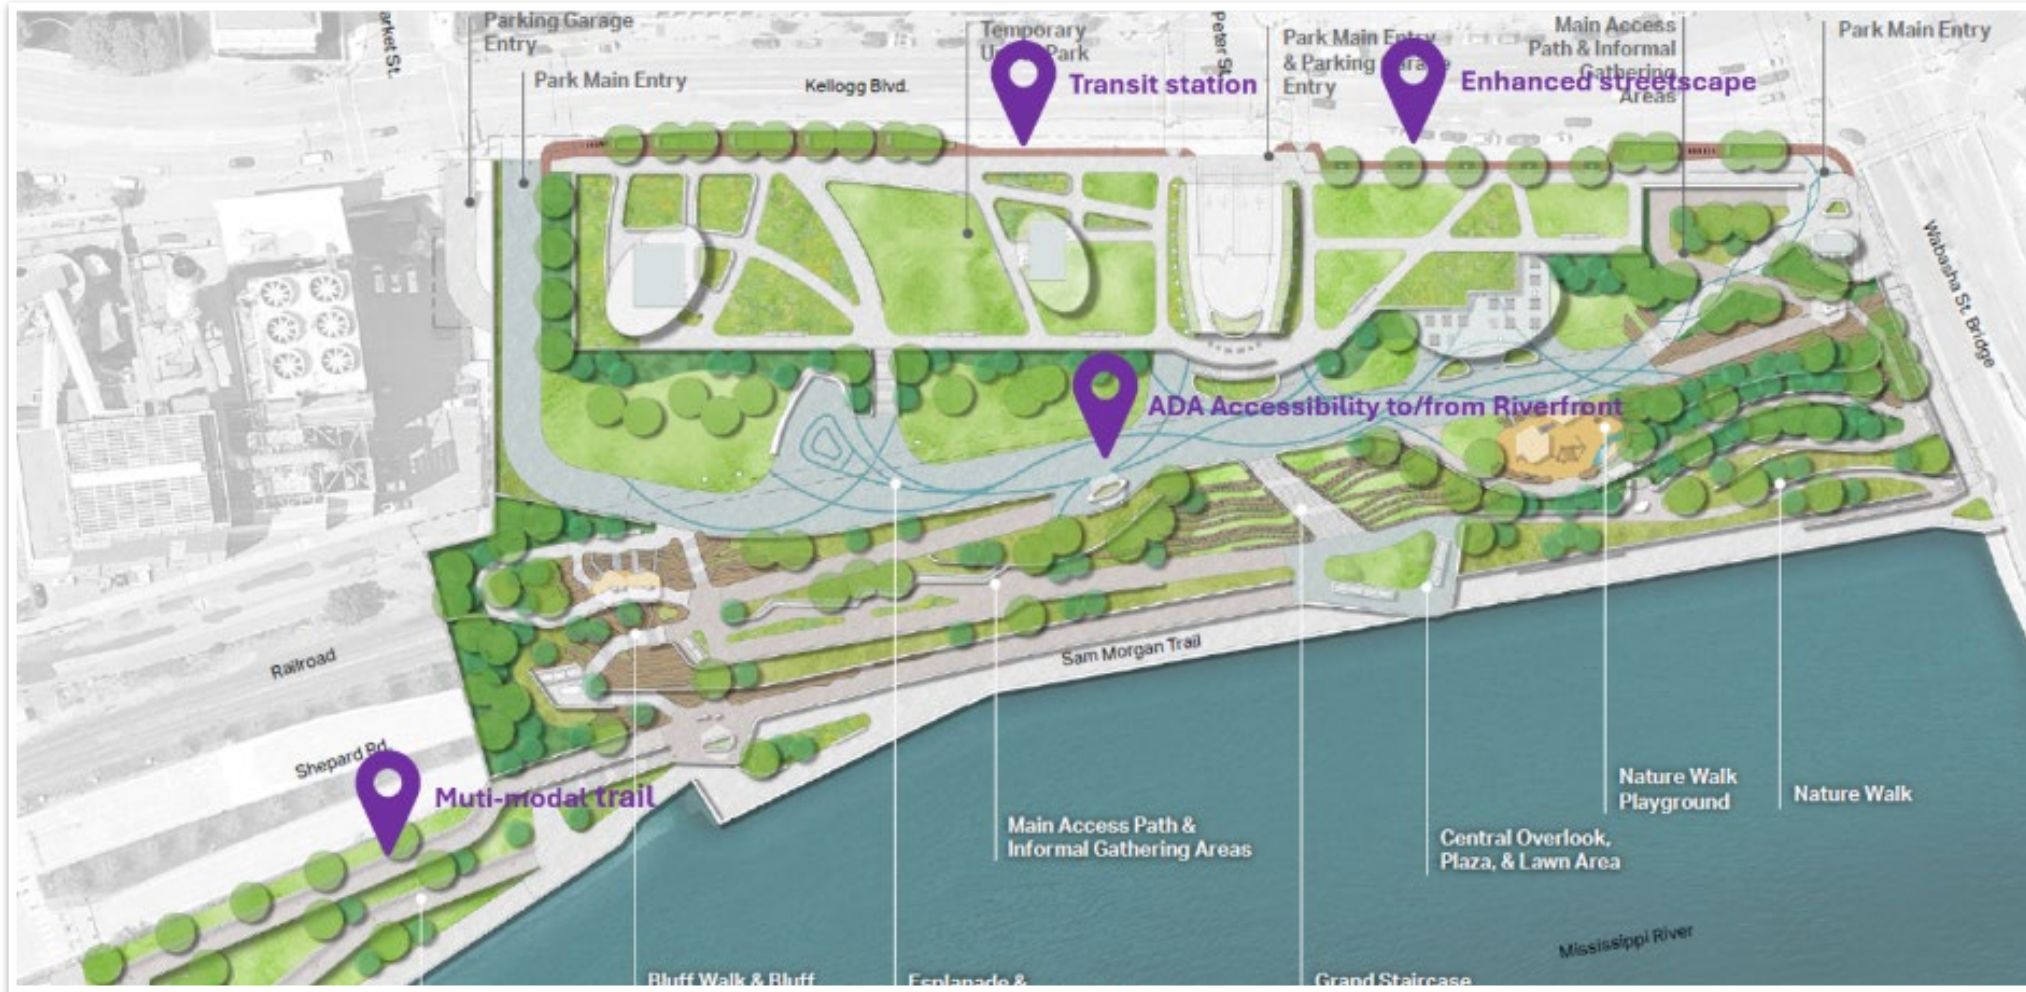 Parking Garage
Entry
Park Main Entry
Kellogg Blvd.
Temporary
Park
Transit station
Peter St.
Park Main Entry
& Parking Garage
Entry
Enhanced streetscape
Main Access
Path & Informal
Gathering
Areas
Park Main Entry
Wabasha St. Bridge
ADA Accessibility to/from Riverfront
Railroad
Shepard Rd.
Muti-modal trail
Sam Morgan Trail
Main Access Path &
Informal Gathering Areas
Central Overlook,
Plaza, & Lawn Area
Nature Walk
Playground
Nature Walk
Mississippi River
Bluff Walk & Bluff
Esplanade &
Grand Staircase